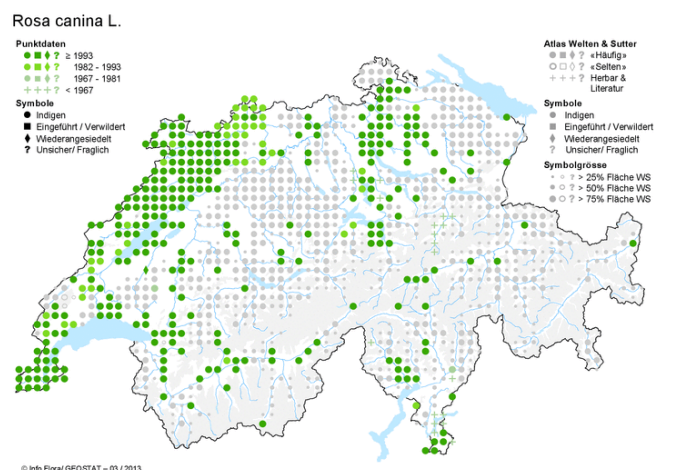 Rosa canina L.
Punktdaten
? ≥ 1993
? 1982 - 1993
? 1967 - 1981
? < 1967
Symbole
Indigen
Eingeführt / Verwildert
Wiederangesiedelt
? Unsicher/ Fraglich
Atlas Welten & Sutter
? «Häufig»
? «Selten»
+ + + ? Herbar &
Literatur
Symbole
Indigen
Eingeführt / Verwildert
Wiederangesiedelt
? Unsicher/ Fraglich
Symbolgrösse
? > 25% Fläche WS
? > 50% Fläche WS
? > 75% Fläche WS
© Info Flora/ GEOSTAT – 03 / 2013